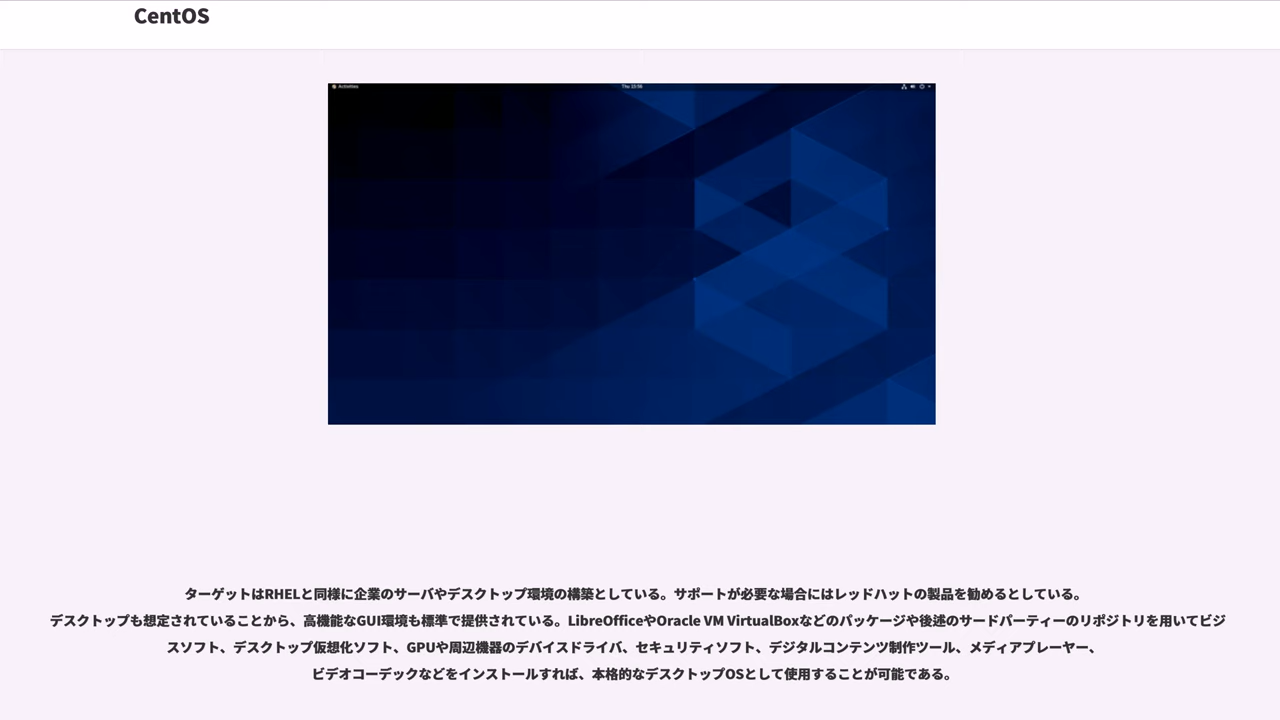 CentOS
Activities
Thu 23:56
ターゲットはRHELと同様に企業のサーバやデスクトップ環境の構築としている。サポートが必要な場合にはレッドハットの製品を勧めるとしている。
デスクトップも想定されていることから、高機能なGUI環境も標準で提供されている。LibreOfficeやOracle VM VirtualBoxなどのパッケージや後述のサードパーティーのリポジトリを用いてビジ
スソフト、デスクトップ仮想化ソフト、GPUや周辺機器のデバイスドライバ、セキュリティソフト、デジタルコンテンツ制作ツール、メディアプレーヤー、
ビデオコーデックなどをインストールすれば、本格的なデスクトップOSとして使用することが可能である。